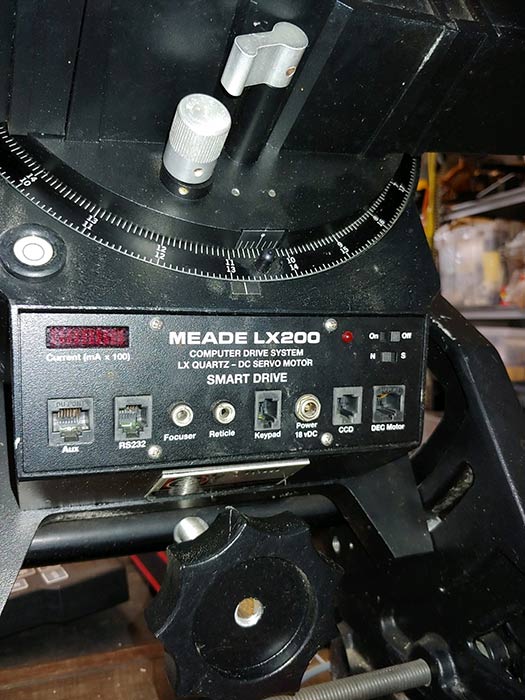 MEADE LX200
COMPUTER DRIVE SYSTEM
LX QUARTZ – DC SERVO MOTOR
SMART DRIVE
Current (mA x 100)
On Off
N S
Aux
RS232
Focuser
Reticle
Keypad
Power
18 vDC
CCD
DEC Motor